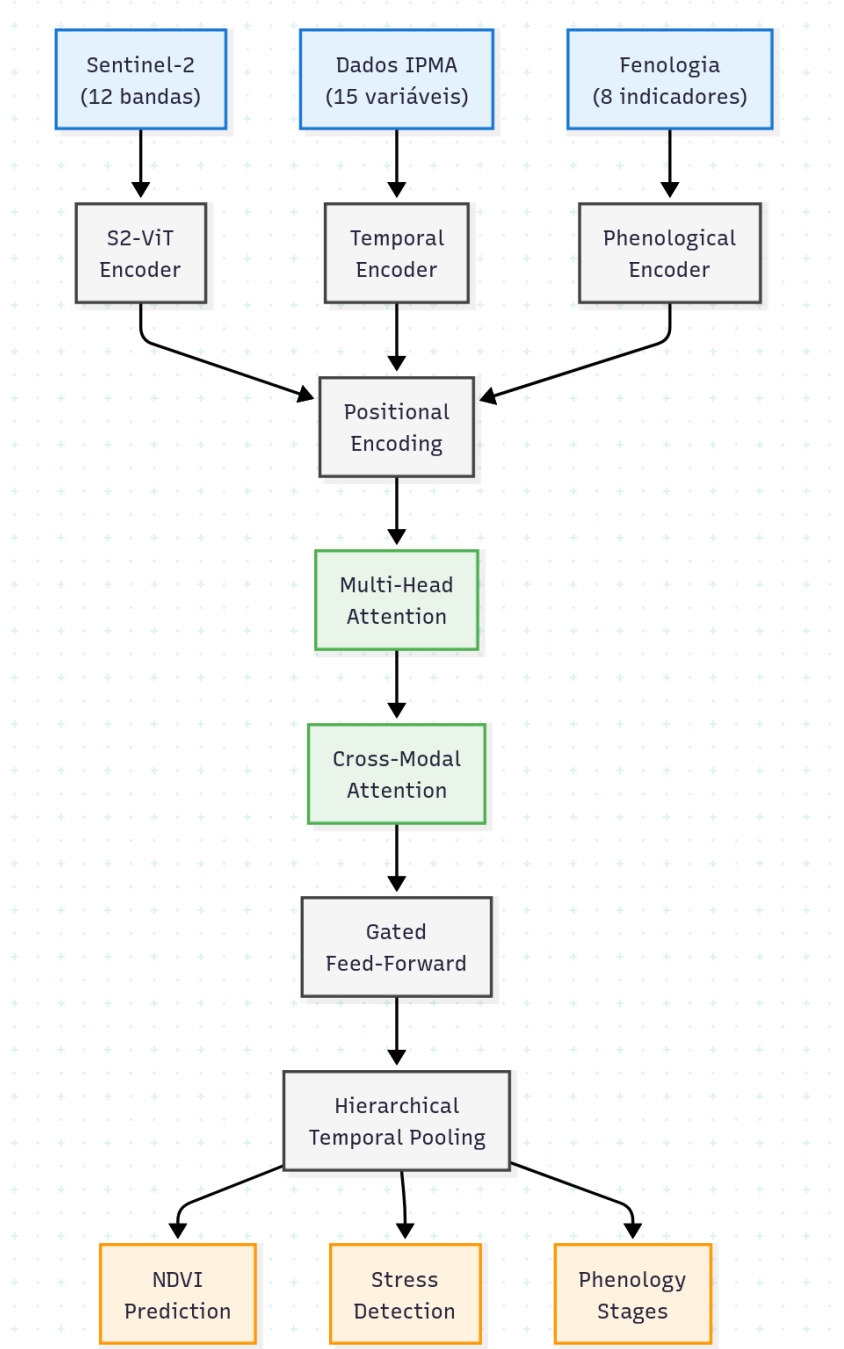 Sentinel-2
(12 bandas)
Dados IPMA
(15 variáveis)
Fenologia
(8 indicadores)
S2-ViT
Encoder
Temporal
Encoder
Phenological
Encoder
Positional
Encoding
Multi-Head
Attention
Cross-Modal
Attention
Gated
Feed-Forward
Hierarchical
Temporal Pooling
NDVI
Prediction
Stress
Detection
Phenology
Stages